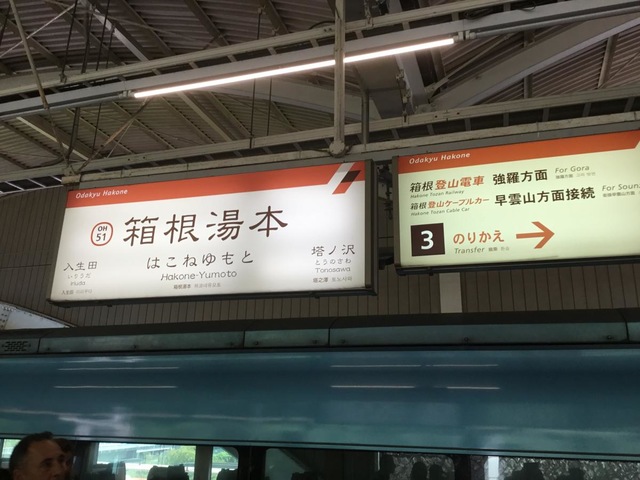 Odakyu Hakone
OH
51
箱根湯本
はこねゆもと
Hakone-Yumoto
入生田
いりうだ
Iriuda
塔ノ沢
とうのさわ
Tonosawa
Odakyu Hakone
箱根登山電車 強羅方面 For Gora
Hakone Tozan Railway
箱根登山ケーブルカー 早雲山方面接続 For Soun
Hakone Tozan Cable Car
3 のりかえ
Transfer